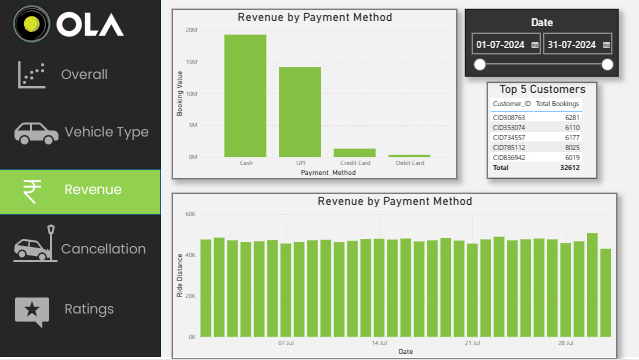 OLA
Overall
Vehicle Type
Revenue
Cancellation
Ratings
Revenue by Payment Method
Booking Value
20M
15M
10M
5M
0M
Cash
UPI
Credit Card
Debit Card
Payment_Method
Date
01-07-2024
31-07-2024
Top 5 Customers
Customer_ID Total Bookings
CID308763 6281
CID353074 6110
CID734557 6177
CID785112 8025
CID836942 6019
Total 32612
Revenue by Payment Method
Ride Distance
60K
40K
20K
0K
07 Jul
14 Jul
21 Jul
28 Jul
Date